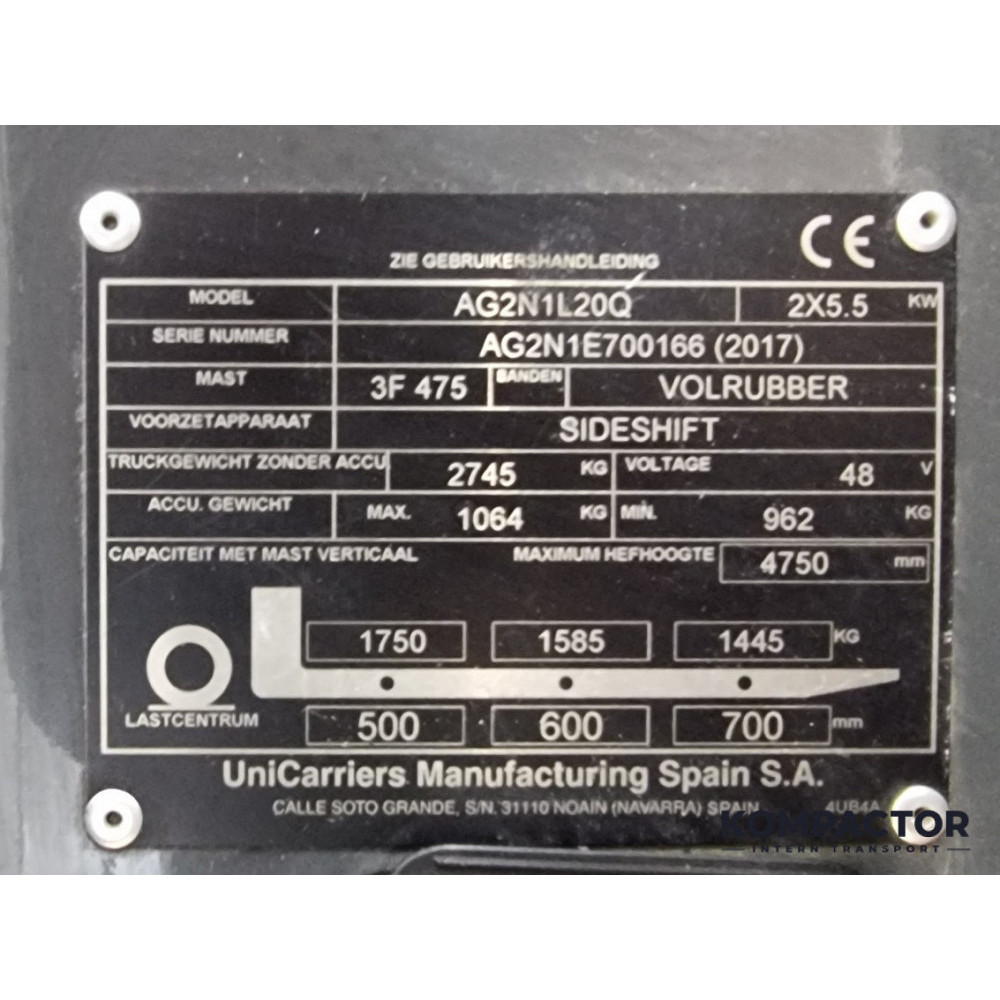 CE
ZIE GEBRUIKERSHANDLEIDING
MODEL AG2N1L20Q 2X5.5 KW
SERIE NUMMER AG2N1E700166 (2017)
MAST 3F 475 BANDEN VOLRUBBER
VOORZETAPPARAAT SIDESHIFT
TRUCKGEWICHT ZONDER ACCU 2745 KG VOLTAGE 48 V
ACCU. GEWICHT MAX. 1064 KG MIN. 962 KG
CAPACITEIT MET MAST VERTICAAL MAXIMUM HEFHOOGTE 4750 mm
1750 1585 1445 KG
LASTCENTRUM 500 600 700 mm
UniCarriers Manufacturing Spain S.A.
CALLE SOTO GRANDE, S/N. 31110 NOAIN (NAVARRA) SPAIN 4UB4A
KOMPACTOR
INTERN TRANSPORT